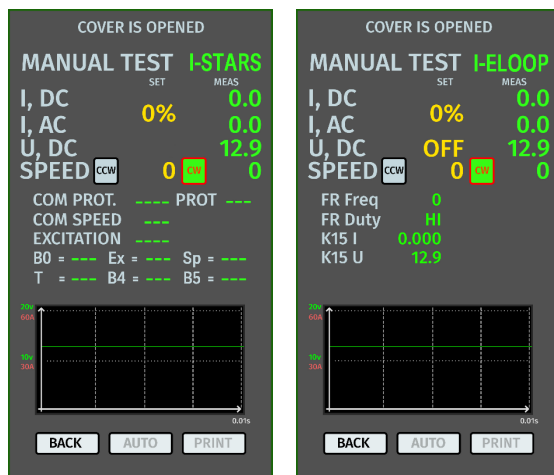 COVER IS OPENED
MANUAL TEST I-STARS
SET MEAS
I, DC 0.0
0%
I, AC 0.0
U, DC 12.9
SPEED CCW 0 CW 0
COM PROT. ---- PROT ---
COM SPEED ---
EXCITATION ----
B0 = --- Ex = --- Sp = ---
T = --- B4 = --- B5 = ---
20v
60A
10v
30A
0.01s
BACK AUTO PRINT
COVER IS OPENED
MANUAL TEST I-ELOOP
SET MEAS
I, DC 0.0
0%
I, AC 0.0
U, DC OFF 12.9
SPEED CCW 0 CW 0
FR Freq 0
FR Duty HI
K15 I 0.000
K15 U 12.9
20v
60A
10v
30A
0.01s
BACK AUTO PRINT